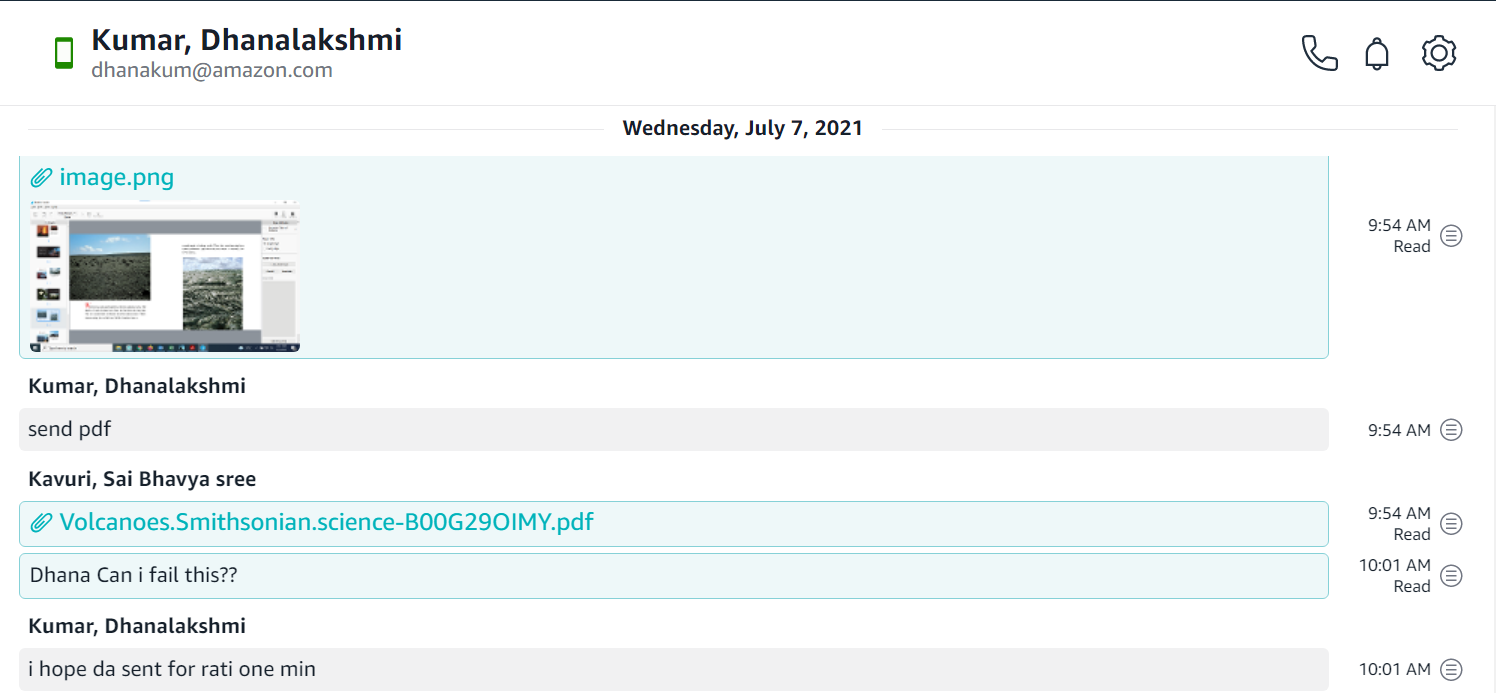 Kumar, Dhanalakshmi
dhanakum@amazon.com
Wednesday, July 7, 2021
image.png
9:54 AM
Read
Kumar, Dhanalakshmi
send pdf
9:54 AM
Kavuri, Sai Bhavya sree
Volcanoes.Smithsonian.science-B00G29OIMY.pdf
9:54 AM
Read
Dhana Can i fail this??
10:01 AM
Read
Kumar, Dhanalakshmi
i hope da sent for rati one min
10:01 AM